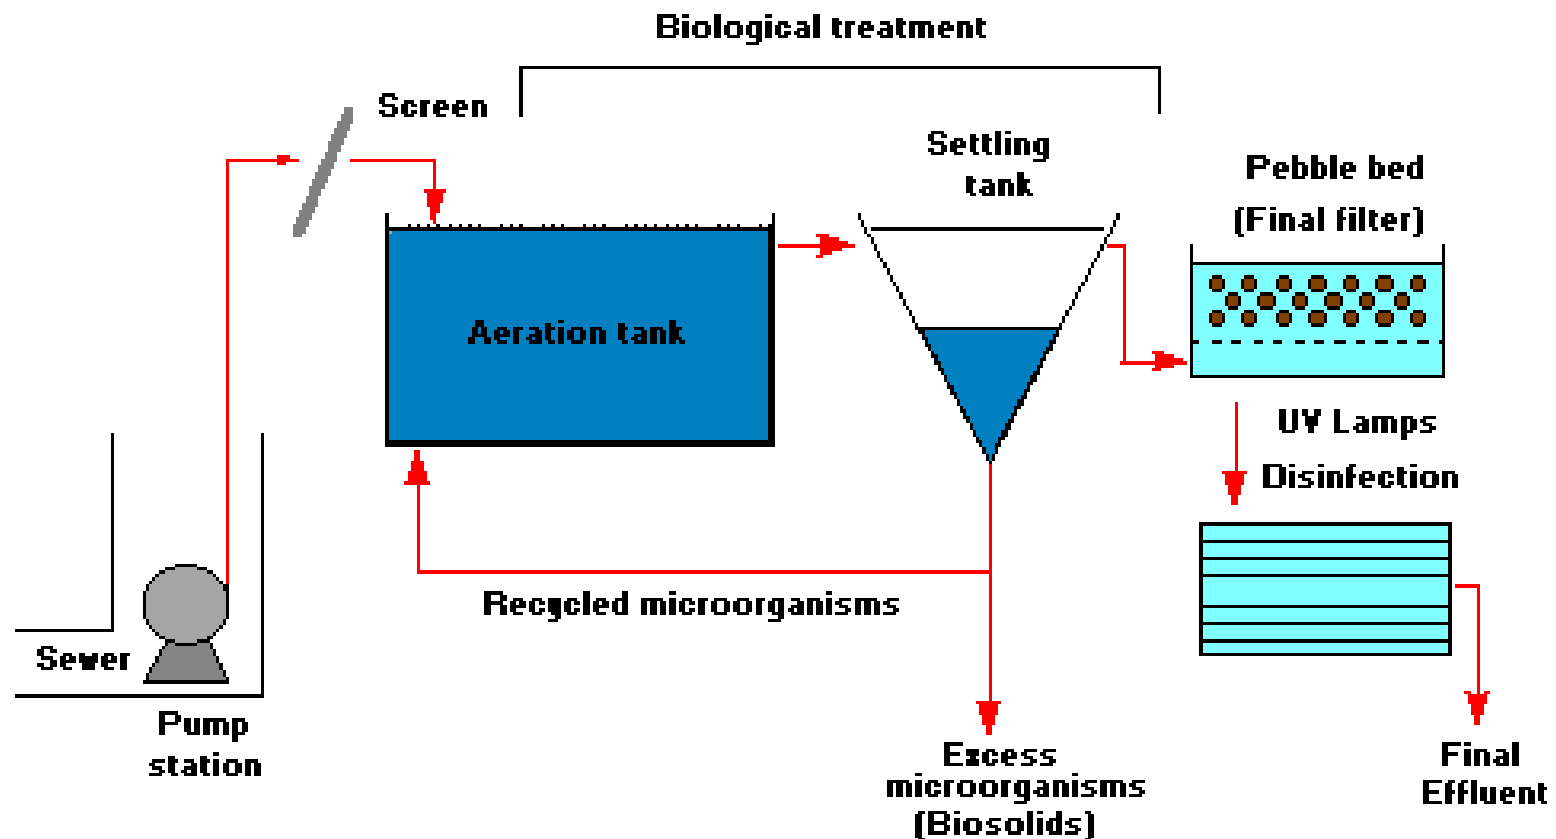 Biological treatment
Screen
Settling
tank
Pebble bed
(Final filter)
Aeration tank
UV Lamps
Disinfection
Recycled microorganisms
Sewer
Pump
station
Excess
microorganisms
(Biosolids)
Final
Effluent